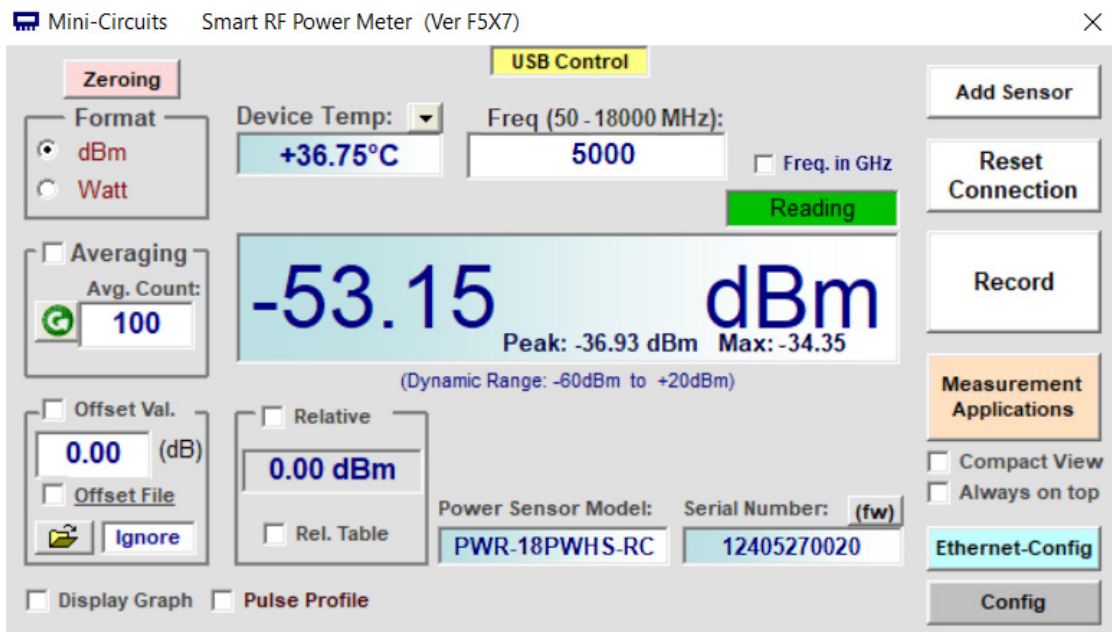 Mini-Circuits Smart RF Power Meter (Ver F5X7)
USB Control
Zeroing
Format
dBm
Watt
Device Temp:
+36.75°C
Freq (50 - 18000 MHz):
5000
Freq. in GHz
Reading
Averaging
Avg. Count:
100
-53.15 dBm
Peak: -36.93 dBm Max: -34.35
(Dynamic Range: -60dBm to +20dBm)
Offset Val.
0.00 (dB)
Offset File
Ignore
Relative
0.00 dBm
Rel. Table
Power Sensor Model:
PWR-18PWHS-RC
Serial Number: (fw)
12405270020
Display Graph
Pulse Profile
Add Sensor
Reset
Connection
Record
Measurement
Applications
Compact View
Always on top
Ethernet-Config
Config